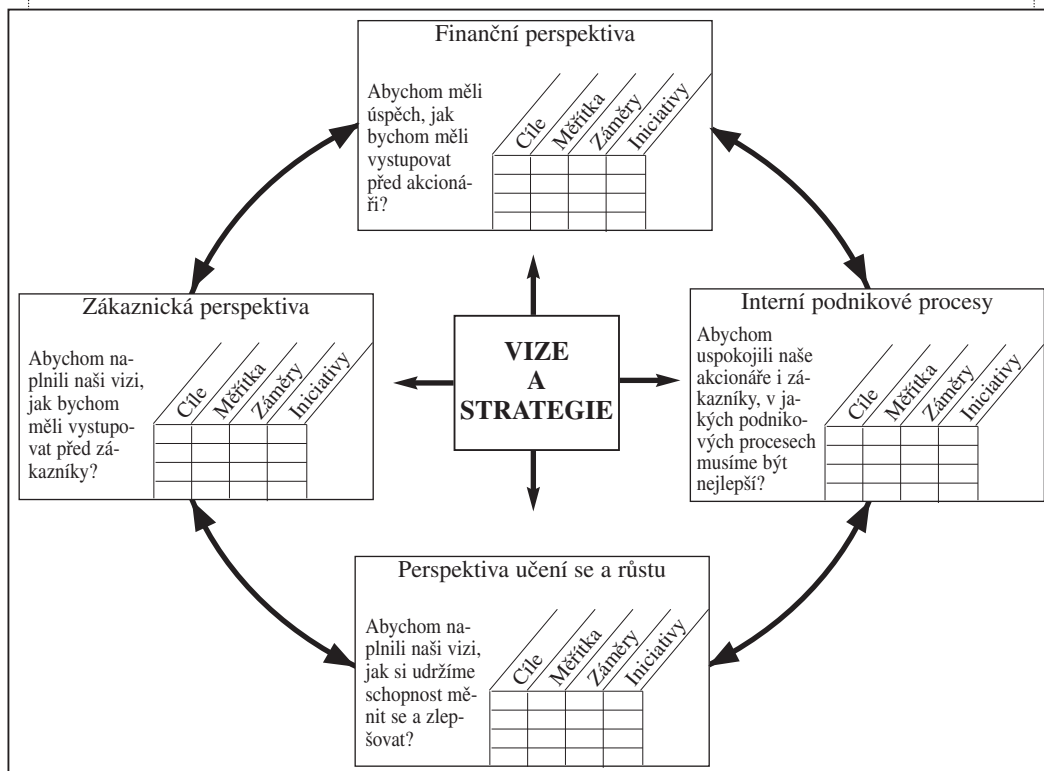 Finanční perspektiva
Abychom měli
úspěch, jak
bychom měli
vystupovat
před akcioná-
ři?
Cíle
Měřítka
Záměry
Iniciativy
Zákaznická perspektiva
Abychom na-
plnili naši vizi,
jak bychom
měli vystupo-
vat před zá-
kazníky?
Cíle
Měřítka
Záměry
Iniciativy
VIZE
A
STRATEGIE
Interní podnikové procesy
Abychom
uspokojili naše
akcionáře i zá-
kazníky, v ja-
kých podniko-
vých procesech
musíme být
nejlepší?
Cíle
Měřítka
Záměry
Iniciativy
Perspektiva učení se a růstu
Abychom na-
plnili naši vizi,
jak si udržíme
schopnost mě-
nit se a zlep-
šovat?
Cíle
Měřítka
Záměry
Iniciativy